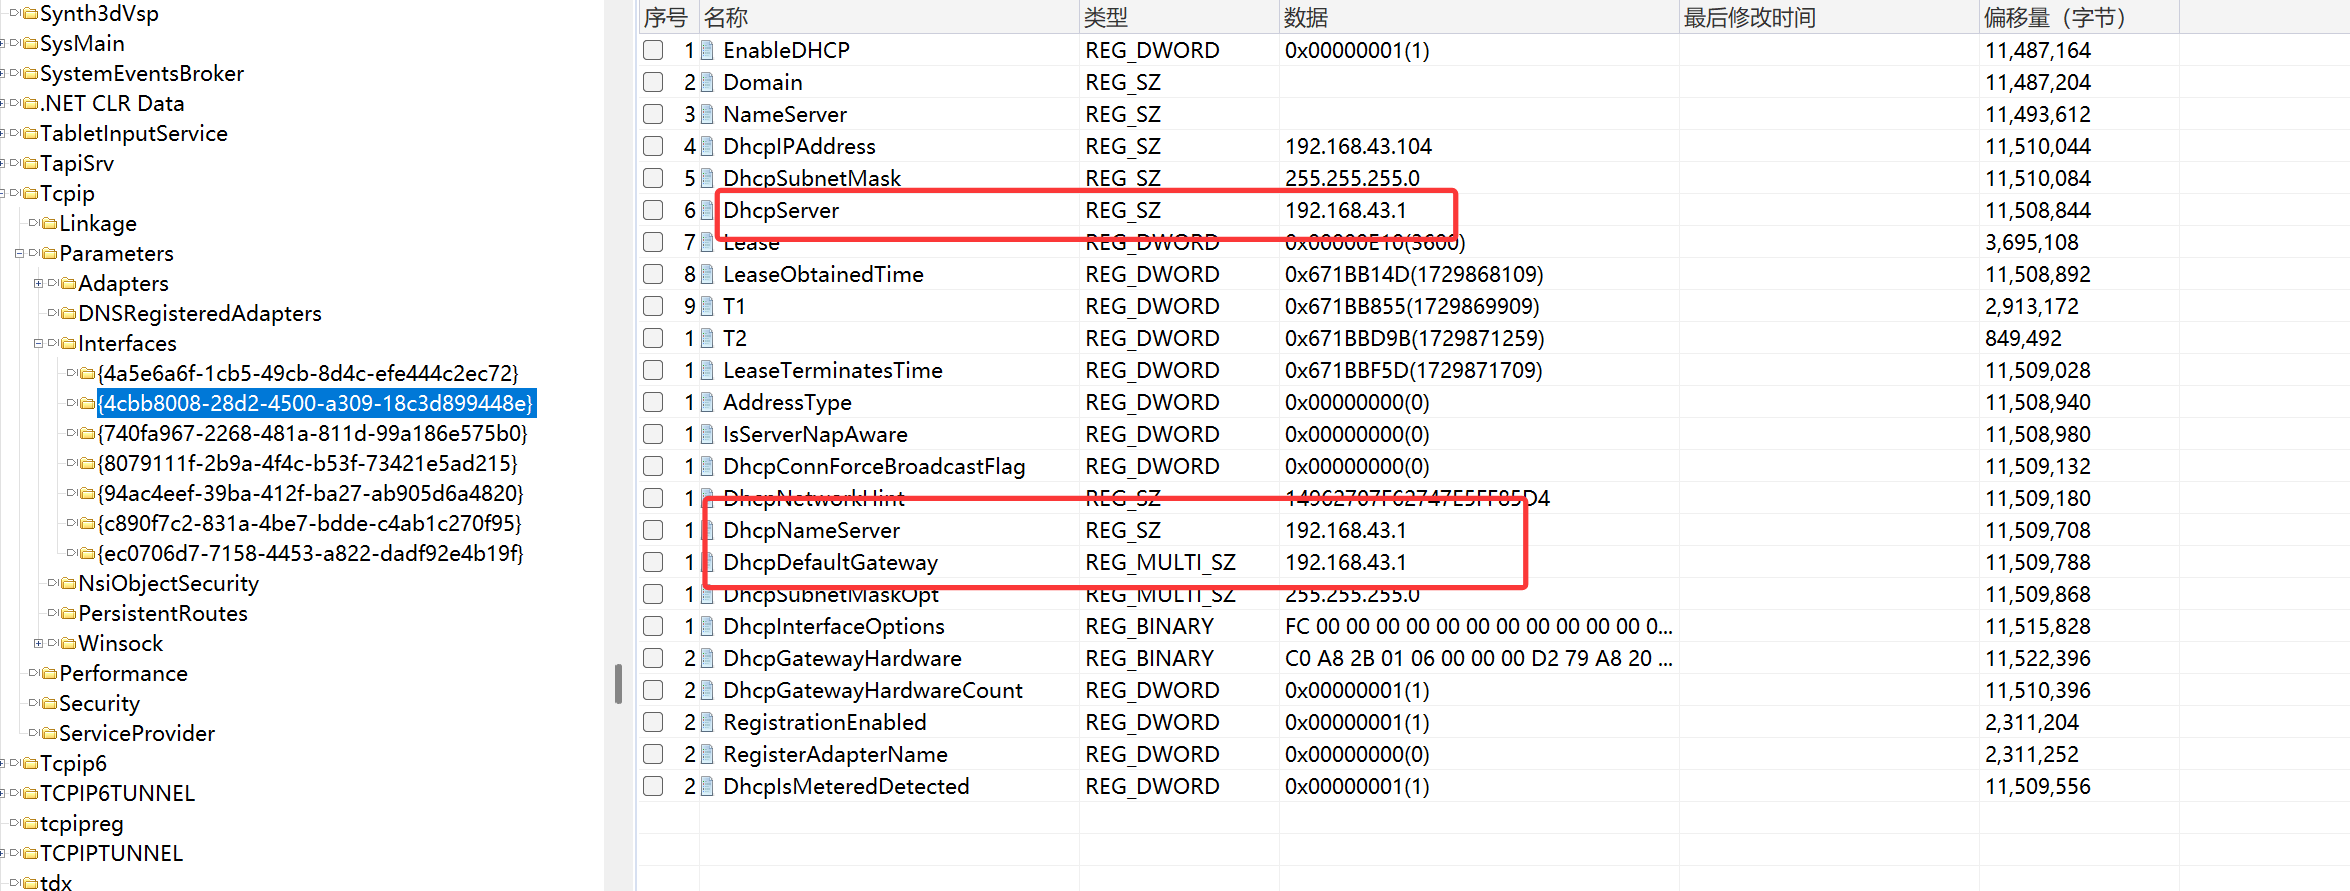 Synth3dVsp
SysMain
SystemEventsBroker
.NET CLR Data
TabletInputService
TapiSrv
Tcpip
Linkage
Parameters
Adapters
DNSRegisteredAdapters
Interfaces
{4a5e6a6f-1cb5-49cb-8d4c-efe444c2ec72}
{4cbb8008-28d2-4500-a309-18c3d899448e}
{740fa967-2268-481a-811d-99a186e575b0}
{8079111f-2b9a-4f4c-b53f-73421e5ad215}
{94ac4eef-39ba-412f-ba27-ab905d6a4820}
{c890f7c2-831a-4be7-bdde-c4ab1c270f95}
{ec0706d7-7158-4453-a822-dadf92e4b19f}
NsiObjectSecurity
PersistentRoutes
Winsock
Performance
Security
ServiceProvider
Tcpip6
TCPIP6TUNNEL
tcpipreg
TCPIPTUNNEL
tdx
序号 名称 类型 数据 最后修改时间 偏移量（字节）
1 EnableDHCP REG_DWORD 0x00000001(1) 11,487,164
2 Domain REG_SZ 11,487,204
3 NameServer REG_SZ 11,493,612
4 DhcpIPAddress REG_SZ 192.168.43.104 11,510,044
5 DhcpSubnetMask REG_SZ 255.255.255.0 11,510,084
6 DhcpServer REG_SZ 192.168.43.1 11,508,844
7 Lease REG_DWORD 0x00000E10(3600) 3,695,108
8 LeaseObtainedTime REG_DWORD 0x671BB14D(1729868109) 11,508,892
9 T1 REG_DWORD 0x671BB855(1729869909) 2,913,172
1 T2 REG_DWORD 0x671BBD9B(1729871259) 849,492
1 LeaseTerminatesTime REG_DWORD 0x671BBF5D(1729871709) 11,509,028
1 AddressType REG_DWORD 0x00000000(0) 11,508,940
1 IsServerNapAware REG_DWORD 0x00000000(0) 11,508,980
1 DhcpConnForceBroadcastFlag REG_DWORD 0x00000000(0) 11,509,132
1 DhcpNetworkHint REG_SZ 11,509,180
1 DhcpNameServer REG_SZ 192.168.43.1 11,509,708
1 DhcpDefaultGateway REG_MULTI_SZ 192.168.43.1 11,509,788
1 DhcpSubnetMaskOpt REG_MULTI_SZ 255.255.255.0 11,509,868
1 DhcpInterfaceOptions REG_BINARY FC 00 00 00 00 00 00 00 00 00 00 00 0... 11,515,828
2 DhcpGatewayHardware REG_BINARY C0 A8 2B 01 06 00 00 00 D2 79 A8 20 ... 11,522,396
2 DhcpGatewayHardwareCount REG_DWORD 0x00000001(1) 11,510,396
2 RegistrationEnabled REG_DWORD 0x00000001(1) 2,311,204
2 RegisterAdapterName REG_DWORD 0x00000000(0) 2,311,252
2 DhcpIsMeteredDetected REG_DWORD 0x00000001(1) 11,509,556